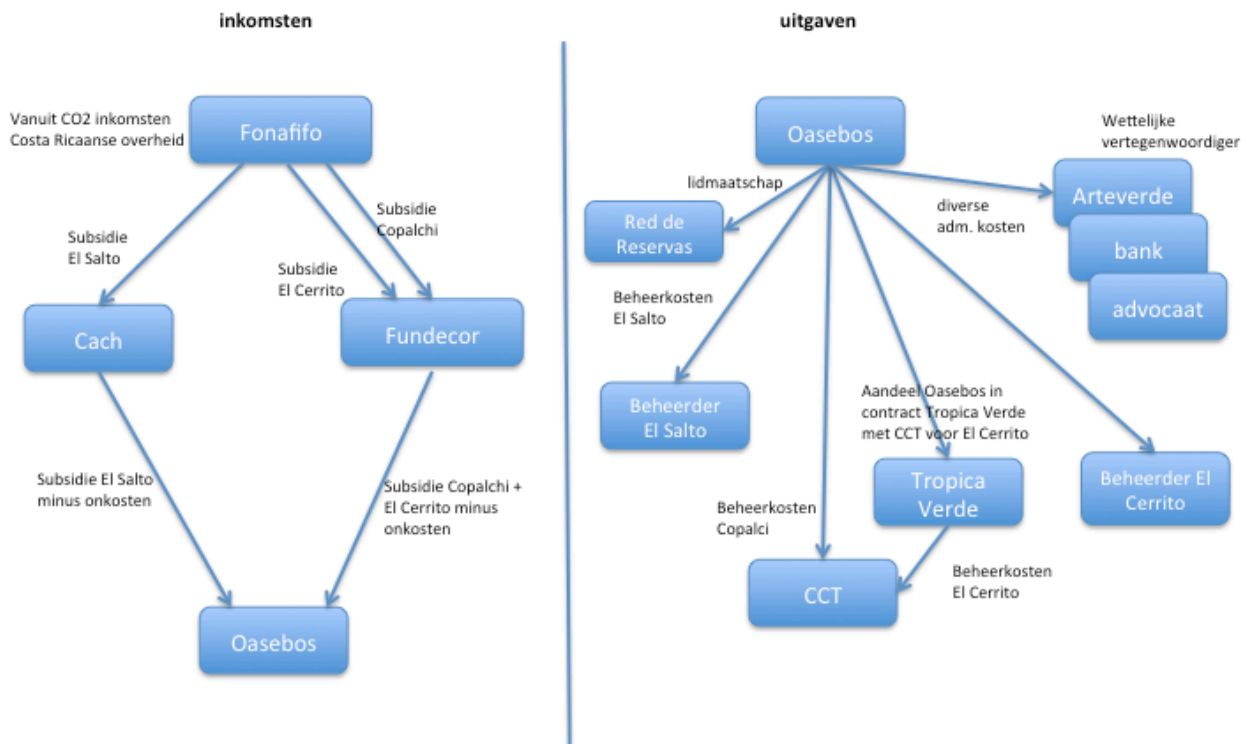 inkomsten
Vanuit CO2 inkomsten
Costa Ricaanse overheid
Fonafifo
Subsidie
Copalchi
Subsidie
El Salto
Subsidie
El Cerrito
Cach
Fundecor
Subsidie El Salto
minus onkosten
Subsidie Copalchi +
El Cerrito minus
onkosten
Oasebos
uitgaven
Oasebos
Wettelijke
vertegenwoordiger
lidmaatschap
Arteverde
diverse
adm. kosten
Red de
Reservas
bank
advocaat
Beheerkosten
El Salto
Beheerder
El Salto
Aandeel Oasebos in
contract Tropica Verde
met CCT voor El Cerrito
Tropica
Verde
Beheerder El
Cerrito
Beheerkosten
Copalci
CCT
Beheerkosten
El Cerrito